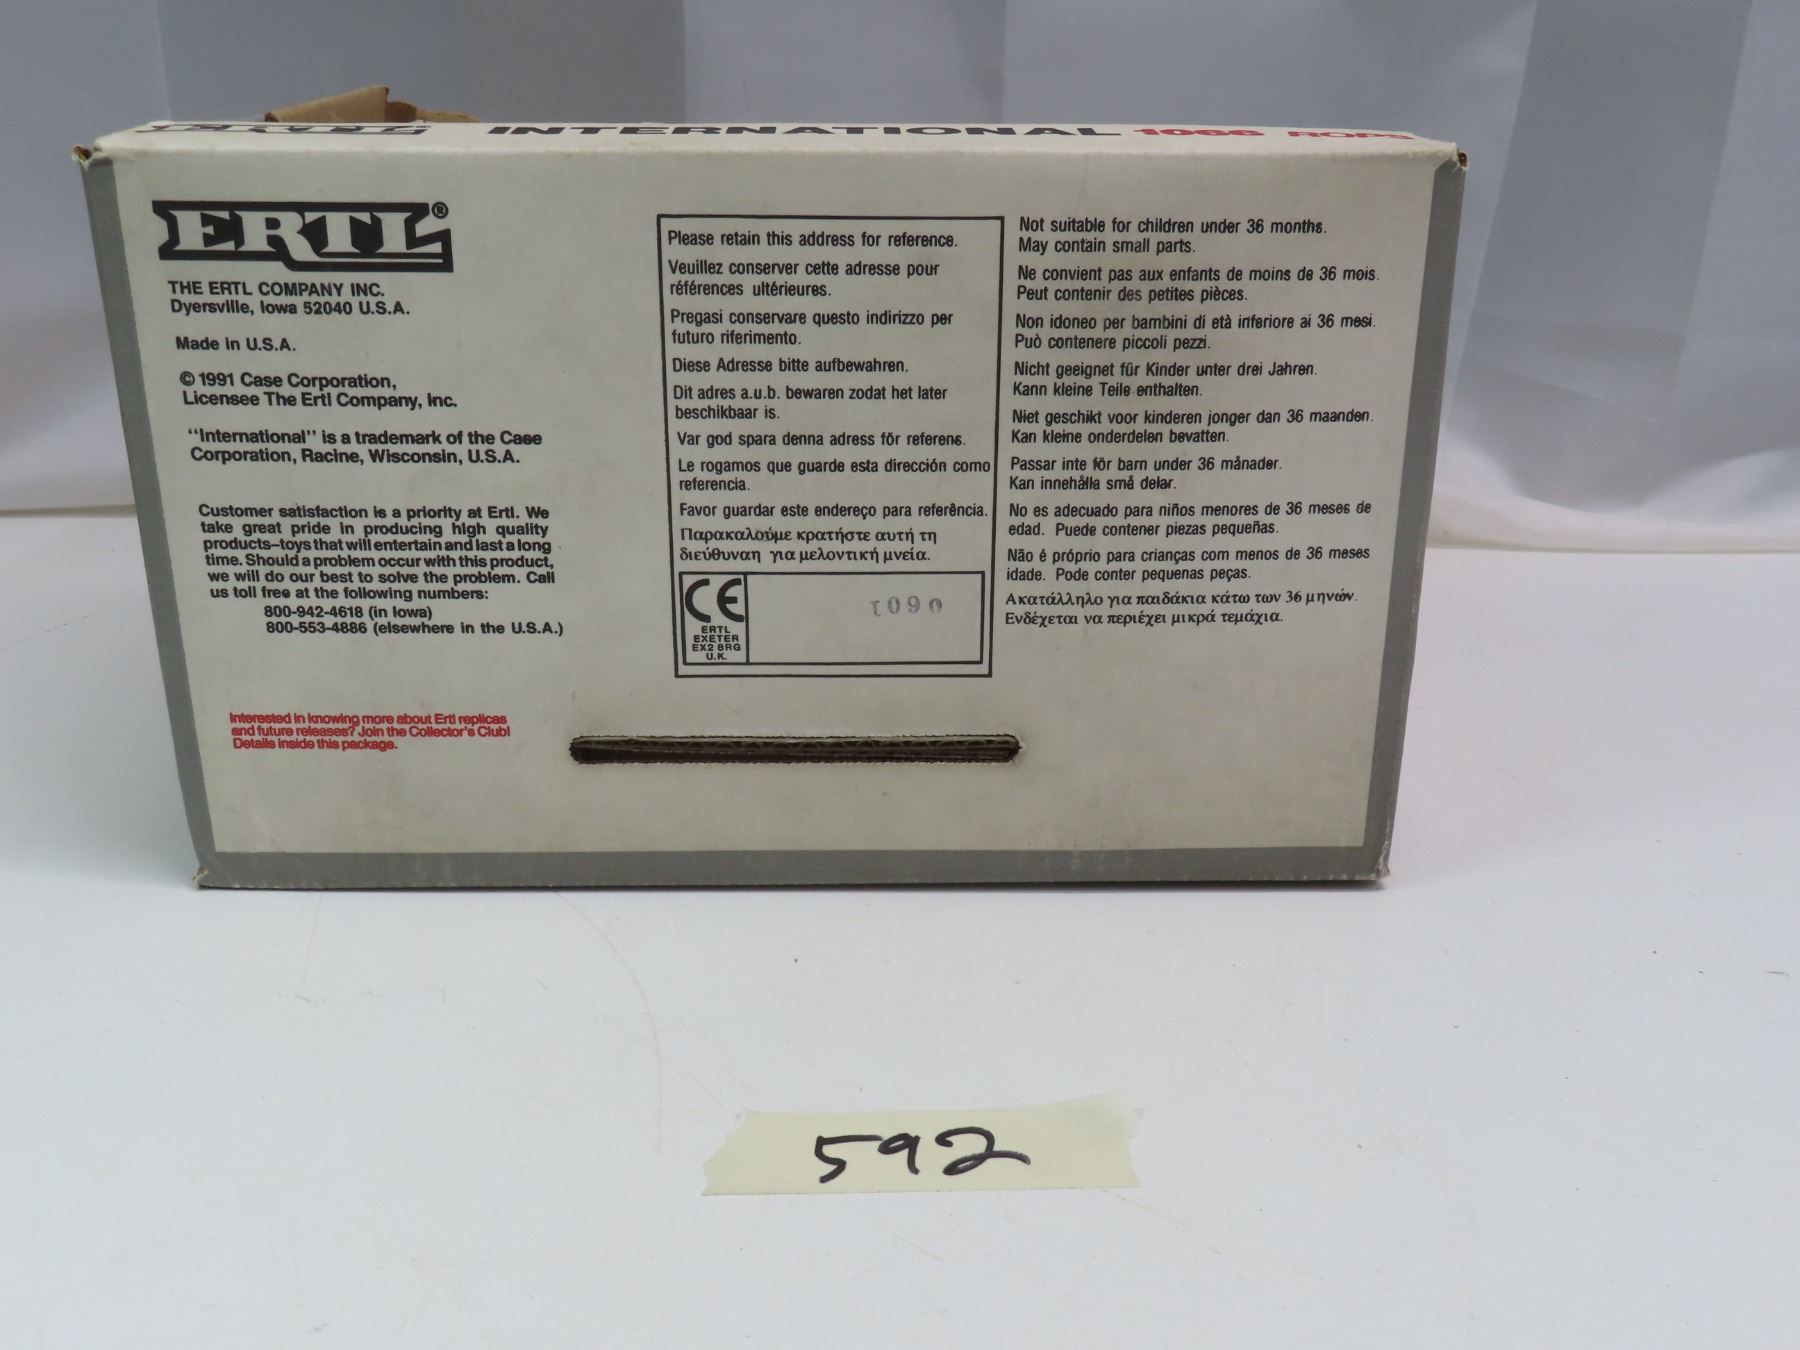 ERTL INTERNATIONAL 1066 ROPS
ERTL®
THE ERTL COMPANY INC.
Dyersville, Iowa 52040 U.S.A.
Made in U.S.A.
© 1991 Case Corporation,
Licensee The Ertl Company, Inc.
"International" is a trademark of the Case
Corporation, Racine, Wisconsin, U.S.A.
Customer satisfaction is a priority at Ertl. We
take great pride in producing high quality
products–toys that will entertain and last a long
time. Should a problem occur with this product,
we will do our best to solve the problem. Call
us toll free at the following numbers:
800-942-4618 (in Iowa)
800-553-4886 (elsewhere in the U.S.A.)
Interested in knowing more about Ertl replicas
and future releases? Join the Collector's Club!
Details inside this package.
Please retain this address for reference.
Veuillez conserver cette adresse pour
références ultérieures.
Pregasi conservare questo indirizzo per
futuro riferimento.
Diese Adresse bitte aufbewahren.
Dit adres a.u.b. bewaren zodat het later
beschikbaar is.
Var god spara denna adress för referens.
Le rogamos que guarde esta dirección como
referencia.
Favor guardar este endereço para referência.
Παρακαλούμε κρατήστε αυτή τη
διεύθυναη για μελοντική μνεία.
CE
ERTL
EXETER
EX2 8RG
U.K.
1090
Not suitable for children under 36 months.
May contain small parts.
Ne convient pas aux enfants de moins de 36 mois.
Peut contenir des petites pièces.
Non idoneo per bambini di età inferiore ai 36 mesi.
Può contenere piccoli pezzi.
Nicht geeignet für Kinder unter drei Jahren.
Kann kleine Teile enthalten.
Niet geschikt voor kinderen jonger dan 36 maanden.
Kan kleine onderdelen bevatten.
Passar inte för barn under 36 månader.
Kan innehålla små delar.
No es adecuado para niños menores de 36 meses de
edad. Puede contener piezas pequeñas.
Não é próprio para crianças com menos de 36 meses
idade. Pode conter pequenas peças.
Ακατάλληλο για παιδάκια κάτω των 36 μηνών.
Ενδέχεται να περιέχει μικρά τεμάχια.
592